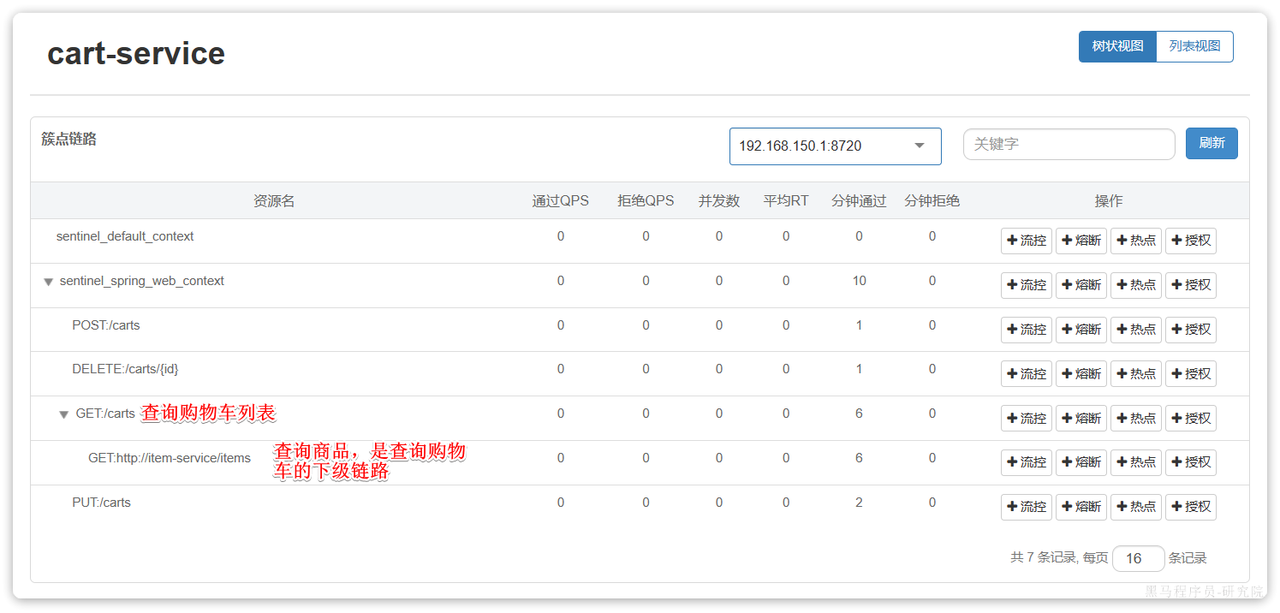 cart-service
树状视图 列表视图
簇点链路 192.168.150.1:8720 关键字 刷新
资源名 通过QPS 拒绝QPS 并发数 平均RT 分钟通过 分钟拒绝 操作
sentinel_default_context 0 0 0 0 0 0 流控 熔断 热点 授权
sentinel_spring_web_context 0 0 0 0 10 0 流控 熔断 热点 授权
POST:/carts 0 0 0 0 1 0 流控 熔断 热点 授权
DELETE:/carts/{id} 0 0 0 0 1 0 流控 熔断 热点 授权
GET:/carts 查询购物车列表 0 0 0 0 6 0 流控 熔断 热点 授权
GET:http://item-service/items 查询商品，是查询购物 0 0 0 0 6 0 流控 熔断 热点 授权
车的下级链路
PUT:/carts 0 0 0 0 2 0 流控 熔断 热点 授权
共 7 条记录, 每页 16 条记录
黑马程序员-研究院